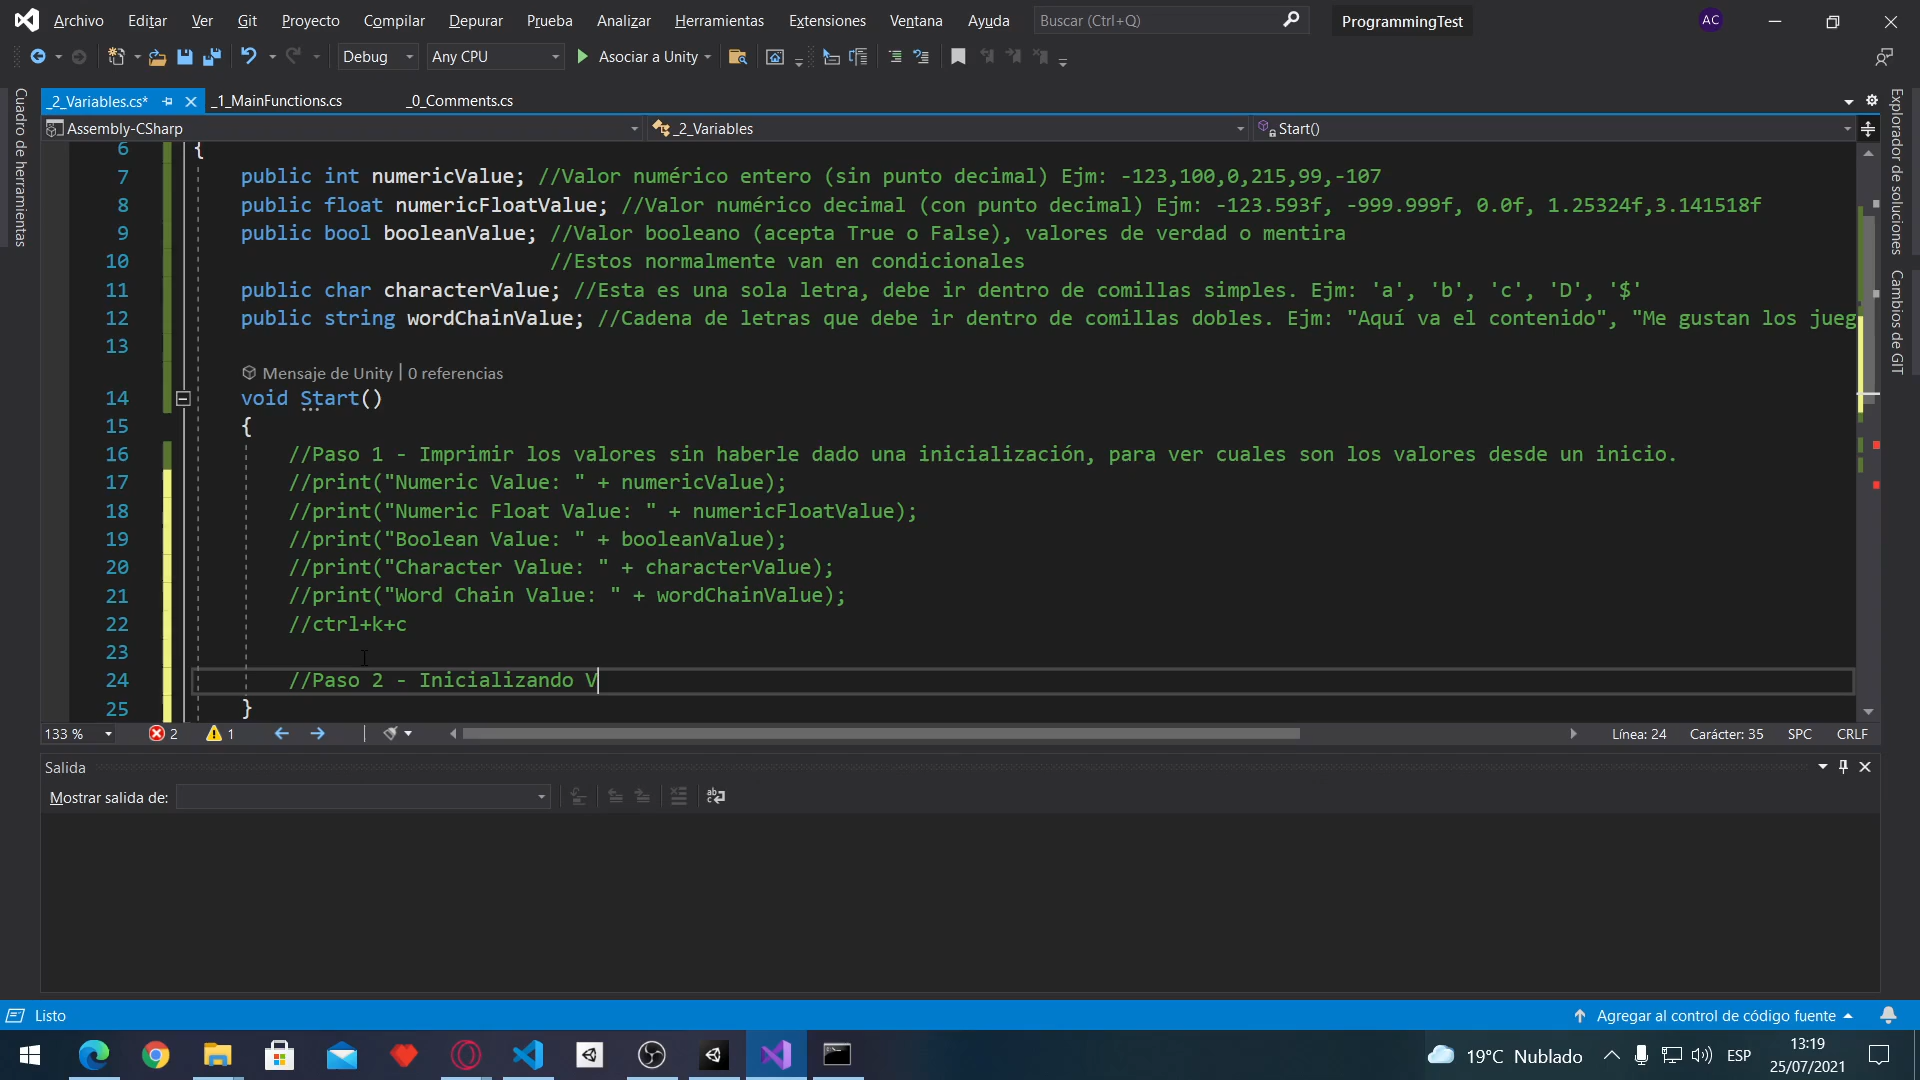 Archivo Editar Ver Git Proyecto Compilar Depurar Prueba Analizar Herramientas Extensiones Ventana Ayuda Buscar (Ctrl+Q) ProgrammingTest AC
Debug Any CPU Asociar a Unity
_2_Variables.cs* _1_MainFunctions.cs _0_Comments.cs
Assembly-CSharp _2_Variables Start()
Cuadro de herramientas
Explorador de soluciones
Cambios de GIT
6 {
7 public int numericValue; //Valor numérico entero (sin punto decimal) Ejm: -123,100,0,215,99,-107
8 public float numericFloatValue; //Valor numérico decimal (con punto decimal) Ejm: -123.593f, -999.999f, 0.0f, 1.25324f,3.141518f
9 public bool booleanValue; //Valor booleano (acepta True o False), valores de verdad o mentira
10 //Estos normalmente van en condicionales
11 public char characterValue; //Esta es una sola letra, debe ir dentro de comillas simples. Ejm: 'a', 'b', 'c', 'D', '$'
12 public string wordChainValue; //Cadena de letras que debe ir dentro de comillas dobles. Ejm: "Aquí va el contenido", "Me gustan los jueg
13
Mensaje de Unity | 0 referencias
14 void Start()
15 {
16 //Paso 1 - Imprimir los valores sin haberle dado una inicialización, para ver cuales son los valores desde un inicio.
17 //print("Numeric Value: " + numericValue);
18 //print("Numeric Float Value: " + numericFloatValue);
19 //print("Boolean Value: " + booleanValue);
20 //print("Character Value: " + characterValue);
21 //print("Word Chain Value: " + wordChainValue);
22 //ctrl+k+c
23
24 //Paso 2 - Inicializando V
25 }
133 % 2 1 Línea: 24 Carácter: 35 SPC CRLF
Salida
Mostrar salida de:
Listo Agregar al control de código fuente
19°C Nublado ESP 13:19
25/07/2021